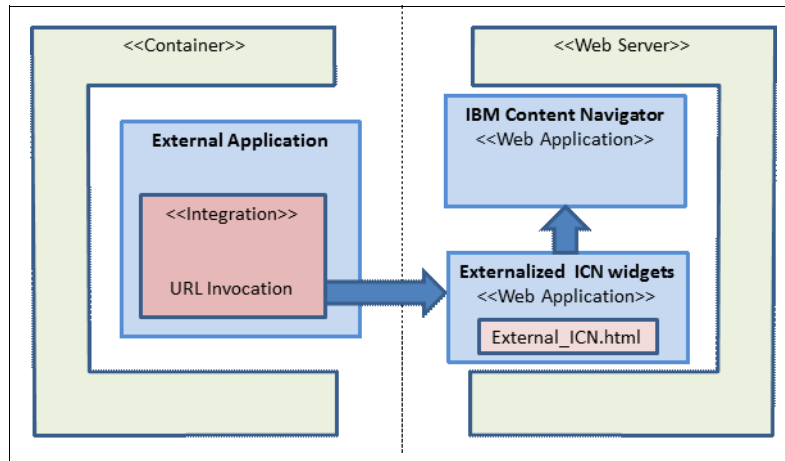 <<Container>>
External Application
<<Integration>>
URL Invocation
<<Web Server>>
IBM Content Navigator
<<Web Application>>
Externalized ICN widgets
<<Web Application>>
External_ICN.html